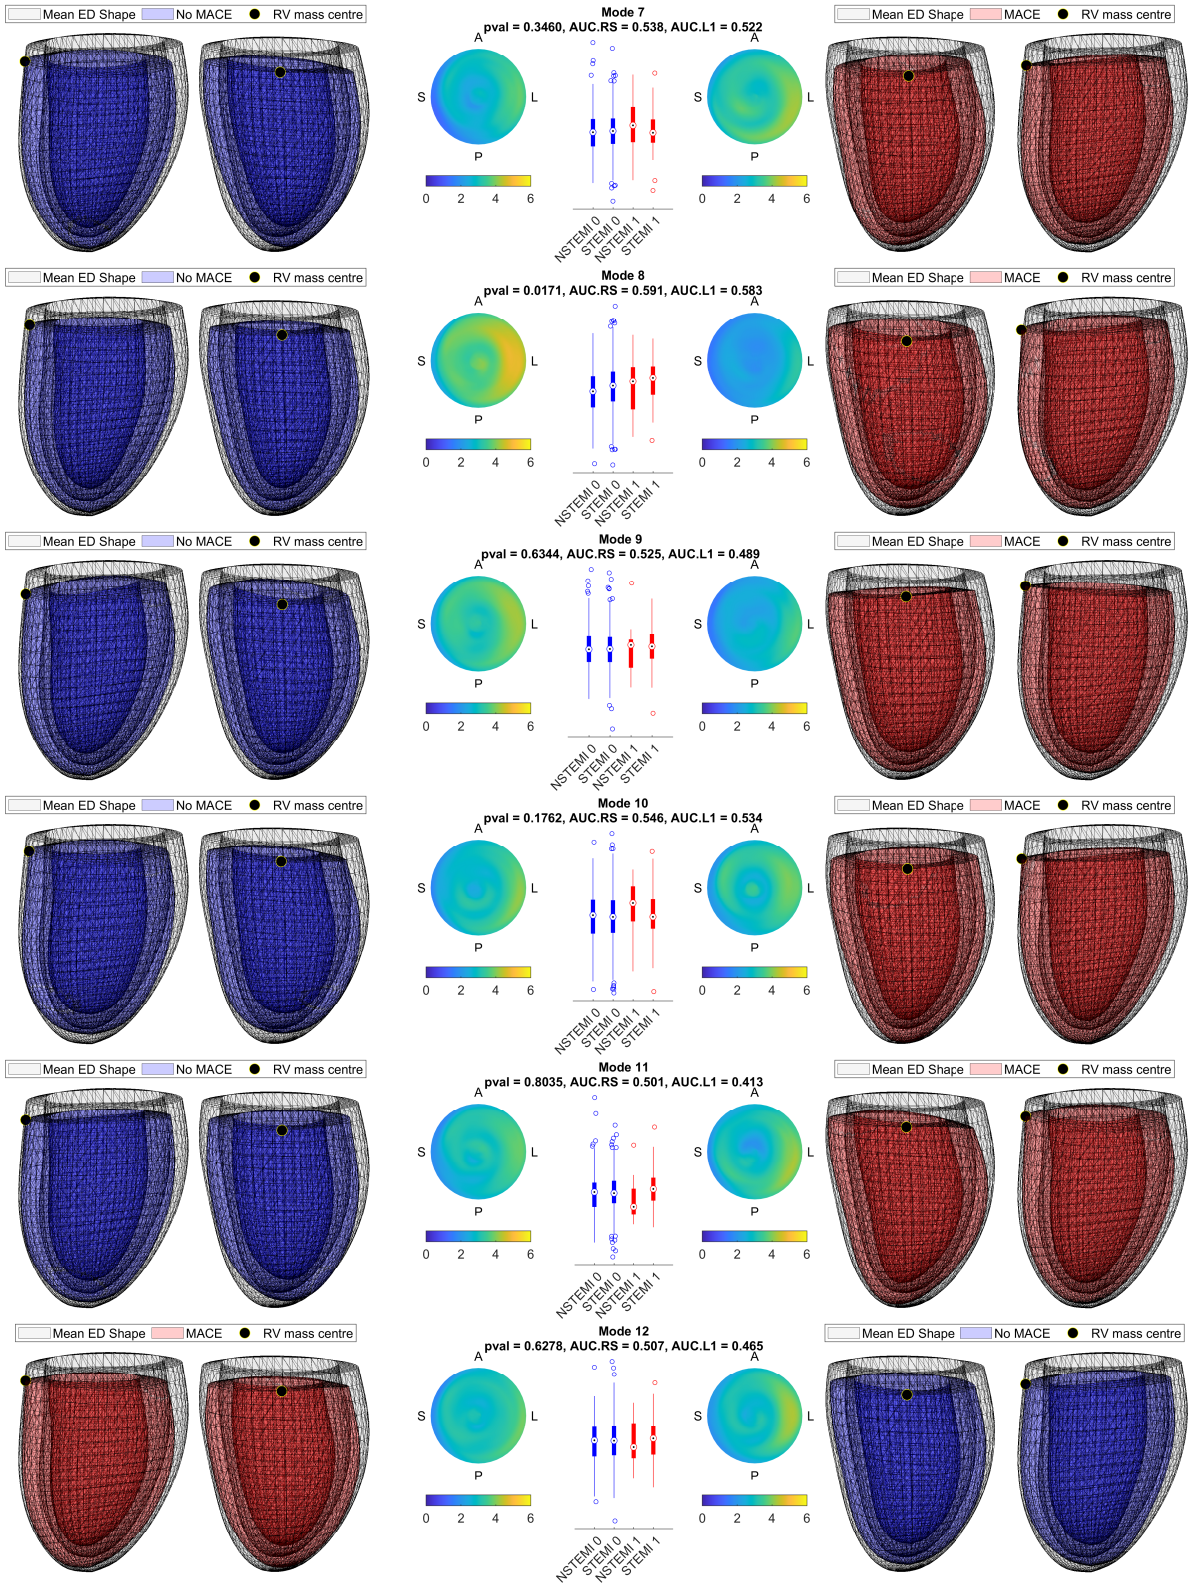 Mean ED Shape No MACE RV mass centre
Mode 7
pval = 0.3460, AUC.RS = 0.538, AUC.L1 = 0.522
Mean ED Shape MACE RV mass centre
A
S L
P
0 2 4 6
NSTEMI 0
STEMI 0
NSTEMI 1
STEMI 1
A
S L
P
0 2 4 6
Mean ED Shape No MACE RV mass centre
Mode 8
pval = 0.0171, AUC.RS = 0.591, AUC.L1 = 0.583
Mean ED Shape MACE RV mass centre
A
S L
P
0 2 4 6
NSTEMI 0
STEMI 0
NSTEMI 1
STEMI 1
A
S L
P
0 2 4 6
Mean ED Shape No MACE RV mass centre
Mode 9
pval = 0.6344, AUC.RS = 0.525, AUC.L1 = 0.489
Mean ED Shape MACE RV mass centre
A
S L
P
0 2 4 6
NSTEMI 0
STEMI 0
NSTEMI 1
STEMI 1
A
S L
P
0 2 4 6
Mean ED Shape No MACE RV mass centre
Mode 10
pval = 0.1762, AUC.RS = 0.546, AUC.L1 = 0.534
Mean ED Shape MACE RV mass centre
A
S L
P
0 2 4 6
NSTEMI 0
STEMI 0
NSTEMI 1
STEMI 1
A
S L
P
0 2 4 6
Mean ED Shape No MACE RV mass centre
Mode 11
pval = 0.8035, AUC.RS = 0.501, AUC.L1 = 0.413
Mean ED Shape MACE RV mass centre
A
S L
P
0 2 4 6
NSTEMI 0
STEMI 0
NSTEMI 1
STEMI 1
A
S L
P
0 2 4 6
Mean ED Shape MACE RV mass centre
Mode 12
pval = 0.6278, AUC.RS = 0.507, AUC.L1 = 0.465
Mean ED Shape No MACE RV mass centre
A
S L
P
0 2 4 6
NSTEMI 0
STEMI 0
NSTEMI 1
STEMI 1
A
S L
P
0 2 4 6